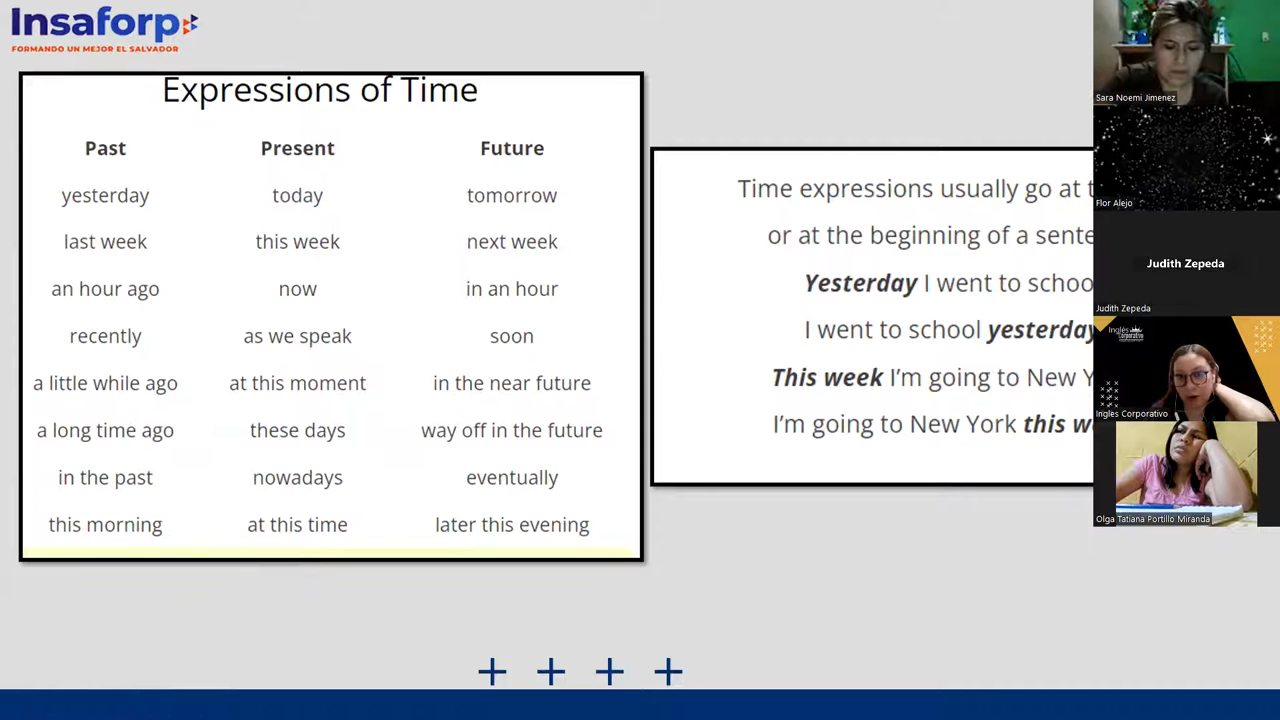 Insaforp
FORMANDO UN MEJOR EL SALVADOR
Expressions of Time
Past Present Future
yesterday today tomorrow
last week this week next week
an hour ago now in an hour
recently as we speak soon
a little while ago at this moment in the near future
a long time ago these days way off in the future
in the past nowadays eventually
this morning at this time later this evening
Time expressions usually go at
or at the beginning of a
Yesterday I went to
I went to school yesterday
This week I'm going to New
I'm going to New York this
Sara Noemi Jimenez
Flor Alejo
Judith Zepeda
Judith Zepeda
Inglés
Corporativo
Ingles Corporativo
Olga Tatiana Portillo Miranda